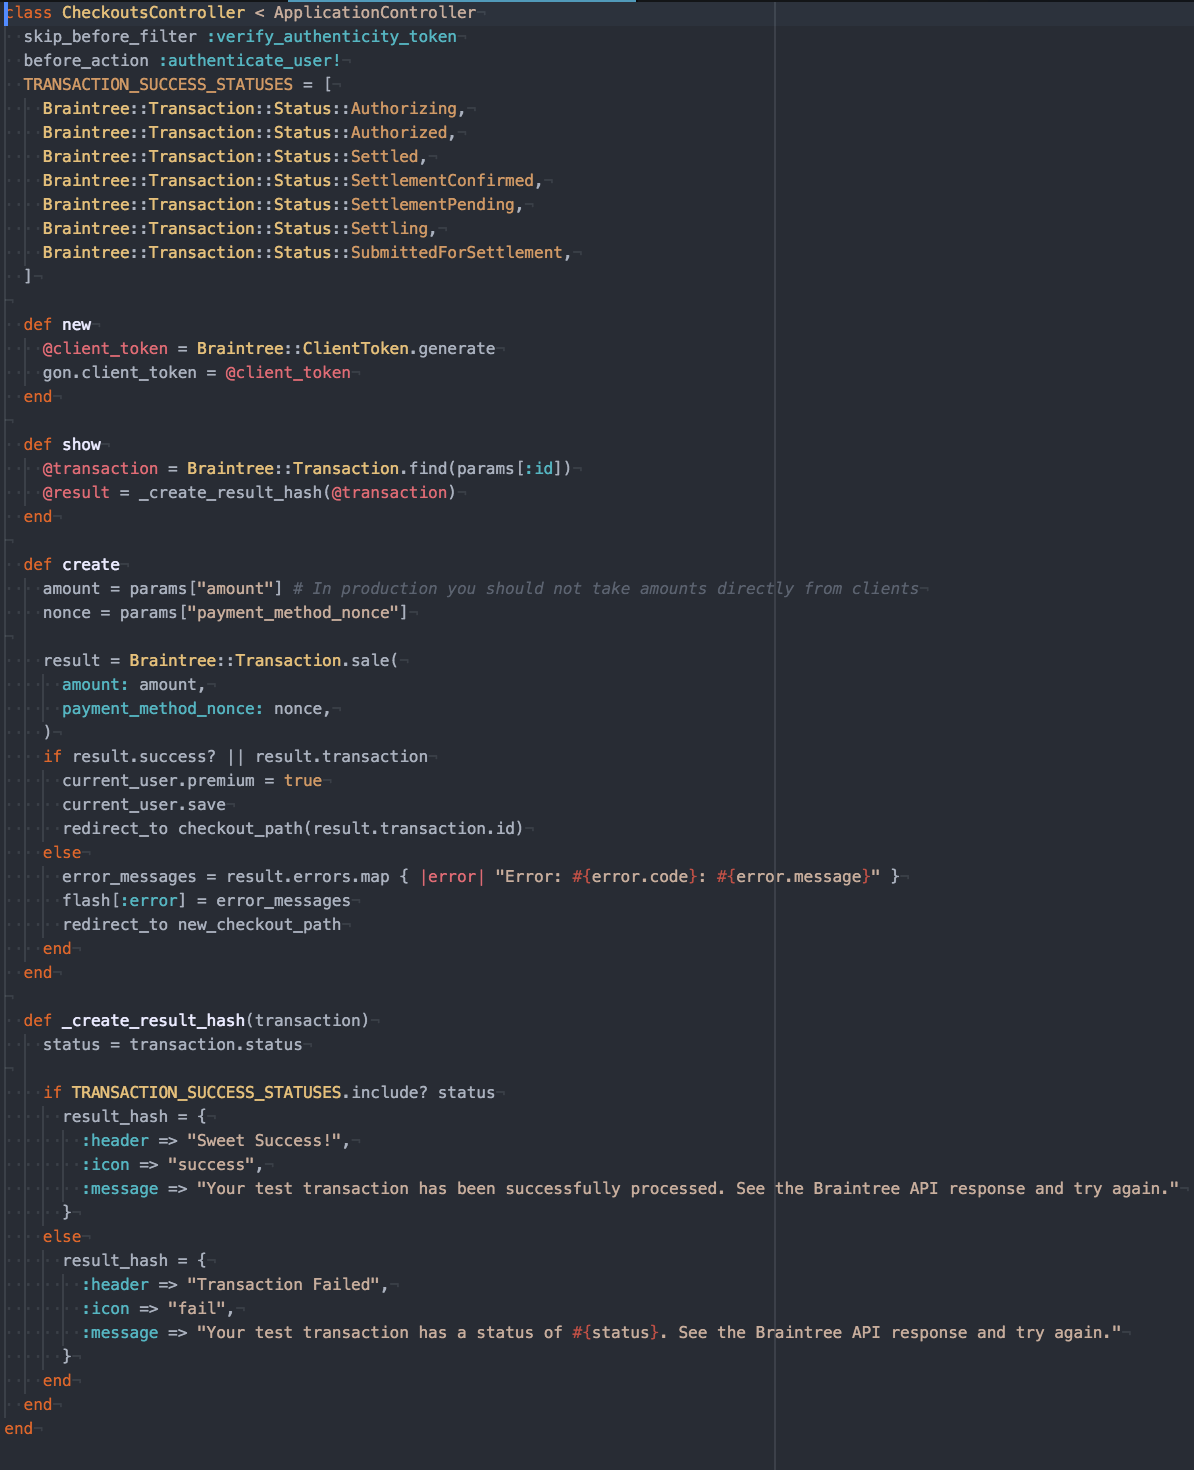 class CheckoutsController < ApplicationController
  skip_before_filter :verify_authenticity_token
  before_action :authenticate_user!
  TRANSACTION_SUCCESS_STATUSES = [
    Braintree::Transaction::Status::Authorizing,
    Braintree::Transaction::Status::Authorized,
    Braintree::Transaction::Status::Settled,
    Braintree::Transaction::Status::SettlementConfirmed,
    Braintree::Transaction::Status::SettlementPending,
    Braintree::Transaction::Status::Settling,
    Braintree::Transaction::Status::SubmittedForSettlement,
  ]

  def new
    @client_token = Braintree::ClientToken.generate
    gon.client_token = @client_token
  end

  def show
    @transaction = Braintree::Transaction.find(params[:id])
    @result = _create_result_hash(@transaction)
  end

  def create
    amount = params["amount"] # In production you should not take amounts directly from clients
    nonce = params["payment_method_nonce"]

    result = Braintree::Transaction.sale(
      amount: amount,
      payment_method_nonce: nonce,
    )
    if result.success? || result.transaction
      current_user.premium = true
      current_user.save
      redirect_to checkout_path(result.transaction.id)
    else
      error_messages = result.errors.map { |error| "Error: #{error.code}: #{error.message}" }
      flash[:error] = error_messages
      redirect_to new_checkout_path
    end
  end

  def _create_result_hash(transaction)
    status = transaction.status

    if TRANSACTION_SUCCESS_STATUSES.include? status
      result_hash = {
        :header => "Sweet Success!",
        :icon => "success",
        :message => "Your test transaction has been successfully processed. See the Braintree API response and try again."
      }
    else
      result_hash = {
        :header => "Transaction Failed",
        :icon => "fail",
        :message => "Your test transaction has a status of #{status}. See the Braintree API response and try again."
      }
    end
  end
end